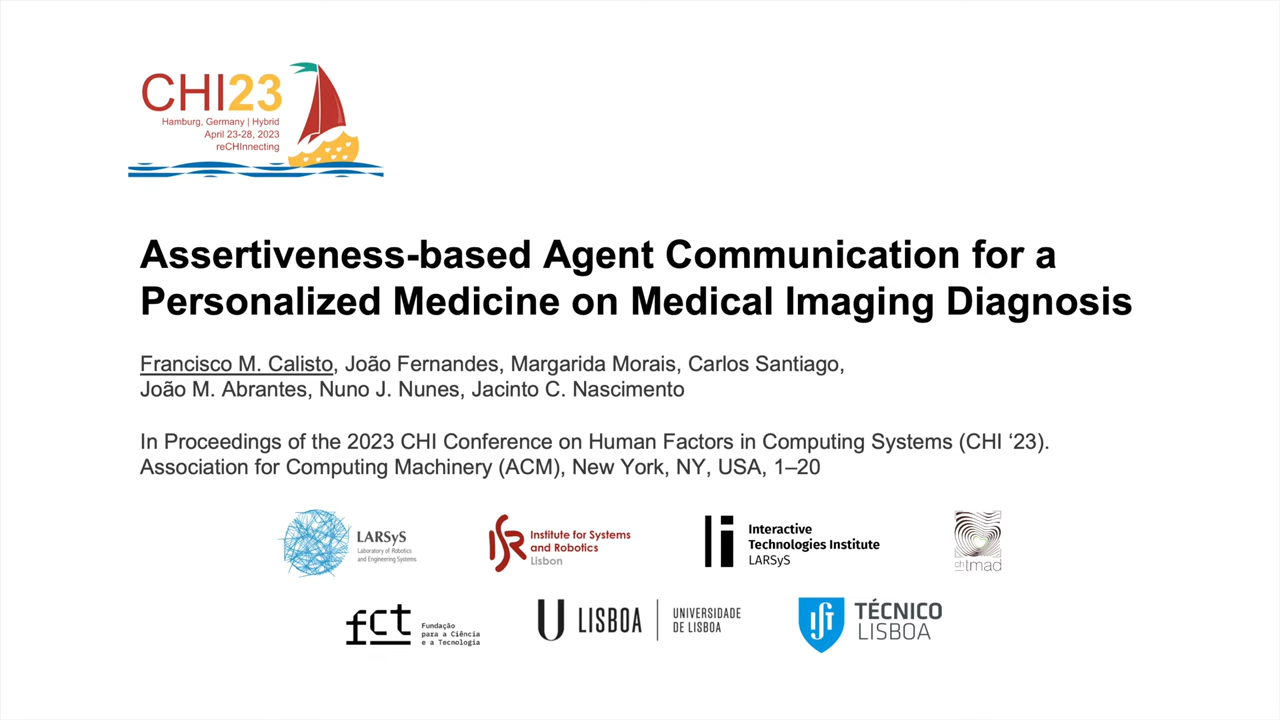 CHI23
Hamburg, Germany | Hybrid
April 23-28, 2023
reCHInnecting
Assertiveness-based Agent Communication for a
Personalized Medicine on Medical Imaging Diagnosis
Francisco M. Calisto, João Fernandes, Margarida Morais, Carlos Santiago,
João M. Abrantes, Nuno J. Nunes, Jacinto C. Nascimento
In Proceedings of the 2023 CHI Conference on Human Factors in Computing Systems (CHI ‘23).
Association for Computing Machinery (ACM), New York, NY, USA, 1–20
LARSyS
Laboratory of Robotics
and Engineering Systems
ISR
Institute for Systems
and Robotics
Lisbon
Interactive
Technologies Institute
LARSyS
chtmad
fct
Fundação
para a Ciência
e a Tecnologia
U LISBOA
UNIVERSIDADE
DE LISBOA
TÉCNICO
LISBOA